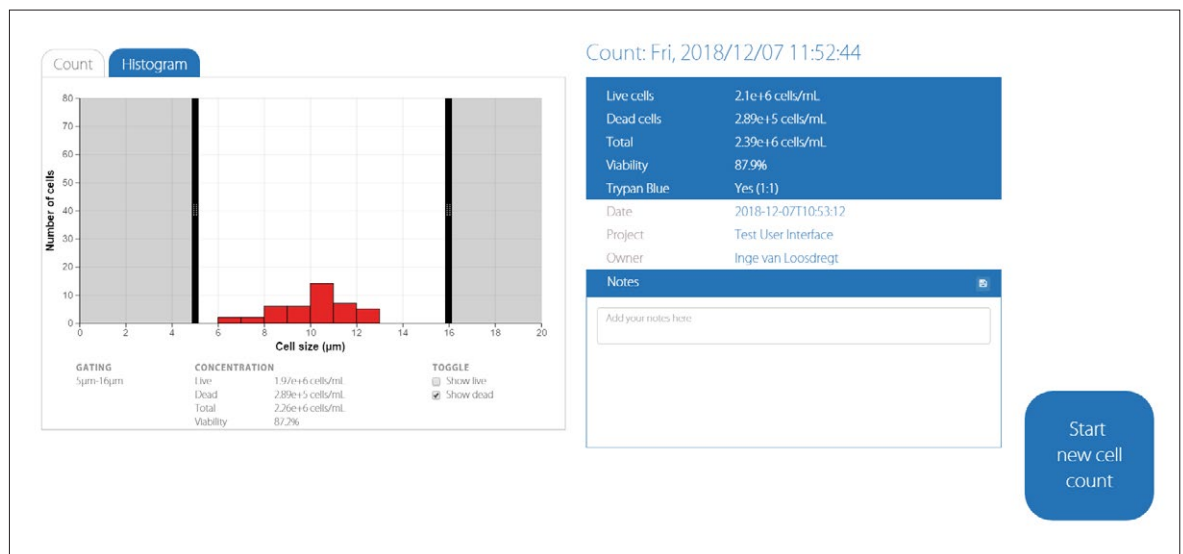 Count Histogram
80
70
60
50
40
30
20
10
0
Number of cells
0 2 4 6 8 10 12 14 16 18 20
Cell size (μm)
GATING
5μm-16μm
CONCENTRATION
Live 1.97e+6 cells/mL
Dead 2.89e+5 cells/mL
Total 2.26e+6 cells/mL
Viability 87.2%
TOGGLE
Show live
Show dead
Count: Fri, 2018/12/07 11:52:44
Live cells 2.1e+6 cells/mL
Dead cells 2.89e+5 cells/mL
Total 2.39e+6 cells/mL
Viability 87.9%
Trypan Blue Yes (1:1)
Date 2018-12-07T10:53:12
Project Test User Interface
Owner Inge van Loosdregt
Notes
Add your notes here
Start
new cell
count